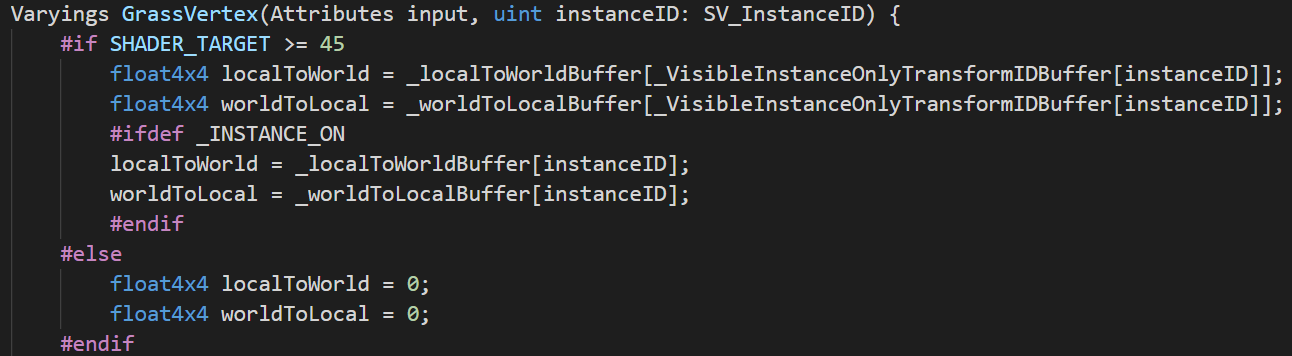 Varyings GrassVertex(Attributes input, uint instanceID: SV_InstanceID) {
#if SHADER_TARGET >= 45
float4x4 localToWorld = _localToWorldBuffer[_VisibleInstanceOnlyTransformIDBuffer[instanceID]];
float4x4 worldToLocal = _worldToLocalBuffer[_VisibleInstanceOnlyTransformIDBuffer[instanceID]];
#ifdef _INSTANCE_ON
localToWorld = _localToWorldBuffer[instanceID];
worldToLocal = _worldToLocalBuffer[instanceID];
#endif
#else
float4x4 localToWorld = 0;
float4x4 worldToLocal = 0;
#endif